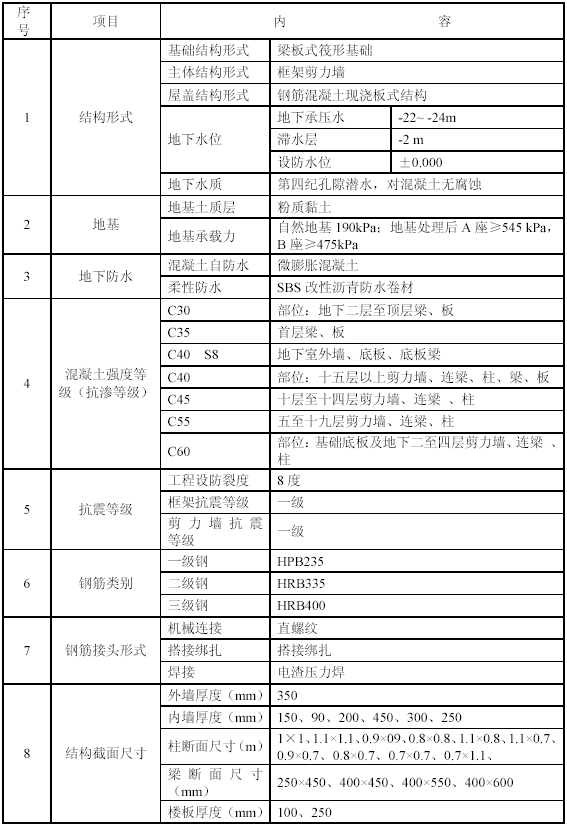 序号 项目 内 容
1 结构形式 基础结构形式 梁板式筏形基础
主体结构形式 框架剪力墙
屋盖结构形式 钢筋混凝土现浇板式结构
地下水位 地下承压水 -22~ -24m
滞水层 -2 m
设防水位 ±0.000
地下水质 第四纪孔隙潜水，对混凝土无腐蚀
2 地基 地基土质层 粉质黏土
地基承载力 自然地基 190kPa；地基处理后 A 座≥545 kPa，
B 座≥475kPa
3 地下防水 混凝土自防水 微膨胀混凝土
柔性防水 SBS 改性沥青防水卷材
4 混凝土强度等
级（抗渗等级） C30 部位：地下二层至顶层梁、板
C35 首层梁、板
C40 S8 地下室外墙、底板、底板梁
C40 部位：十五层以上剪力墙、连梁、柱、梁、板
C45 十层至十四层剪力墙、连梁 、柱
C55 五至十九层剪力墙、连梁、柱
C60 部位：基础底板及地下二至四层剪力墙、连梁 、
柱
5 抗震等级 工程设防裂度 8 度
框架抗震等级 一级
剪力墙抗震
等级 一级
6 钢筋类别 一级钢 HPB235
二级钢 HRB335
三级钢 HRB400
7 钢筋接头形式 机械连接 直螺纹
搭接绑扎 搭接绑扎
焊接 电渣压力焊
8 结构截面尺寸 外墙厚度（mm） 350
内墙厚度（mm） 150、90、200、450、300、250
柱断面尺寸（m） 1×1、1.1×1.1、0.9×09、0.8×0.8、1.1×0.8、1.1×0.7、
0.9×0.7、0.8×0.7、0.7×0.7、0.7×1.1、
梁断面尺寸
（mm） 250×450、400×450、400×550、400×600
楼板厚度（mm） 100、250